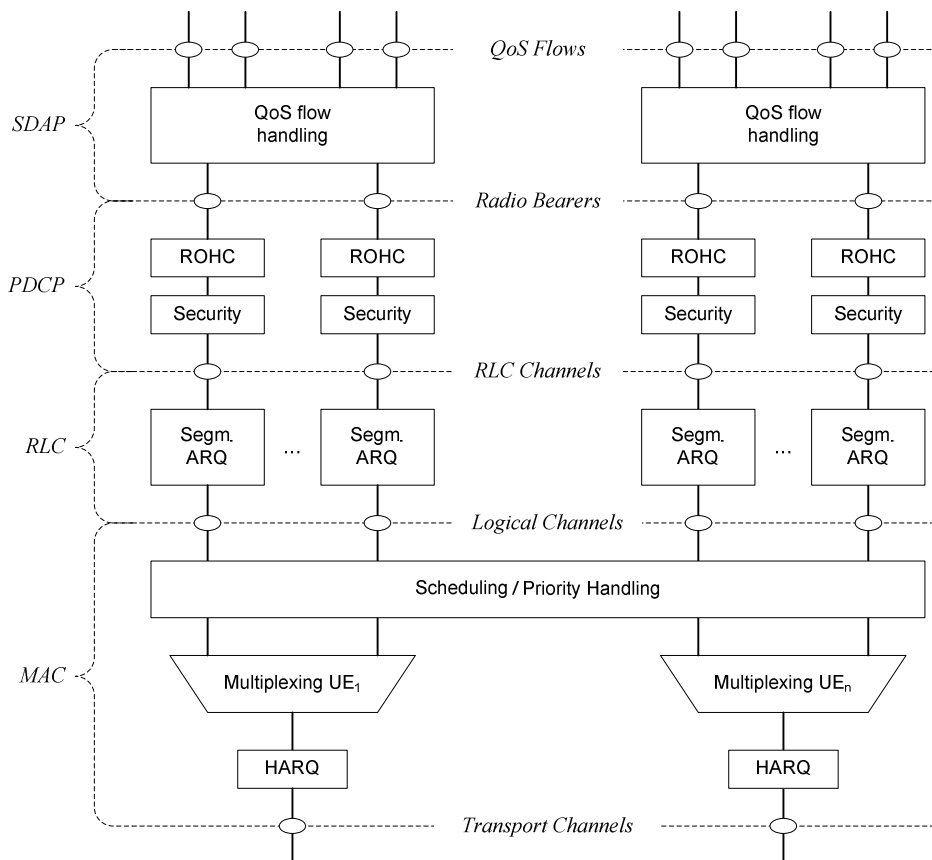 QoS Flows
QoS flow
handling
QoS flow
handling
SDAP
Radio Bearers
ROHC
ROHC
ROHC
ROHC
PDCP
Security
Security
Security
Security
RLC Channels
Segm.
ARQ
...
Segm.
ARQ
Segm.
ARQ
...
Segm.
ARQ
RLC
Logical Channels
Scheduling / Priority Handling
MAC
Multiplexing UE1
Multiplexing UEn
HARQ
HARQ
Transport Channels